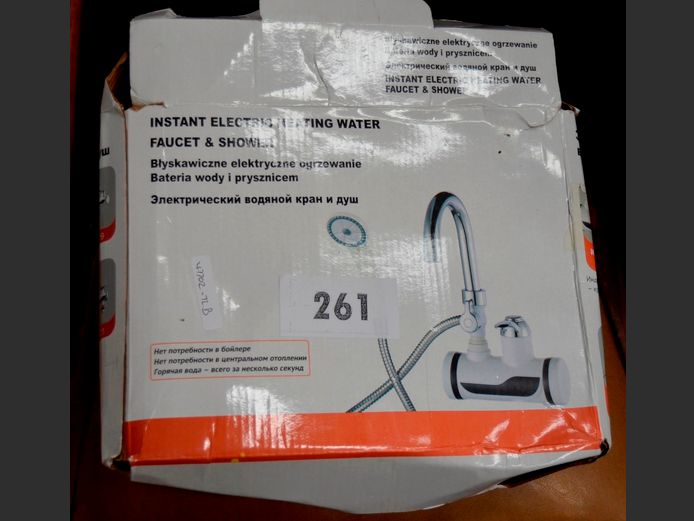 Błyskawiczne elektryczne ogrzewanie
Bateria wody i prysznicem
Электрический водяной кран и душ
INSTANT ELECTRIC HEATING WATER
FAUCET & SHOWER
INSTANT ELECTRIC HEATING WATER
FAUCET & SHOWER
Błyskawiczne elektryczne ogrzewanie
Bateria wody i prysznicem
Электрический водяной кран и душ
261
Нет потребности в бойлере
Нет потребности в центральном отоплении
Горячая вода – всего за несколько секунд